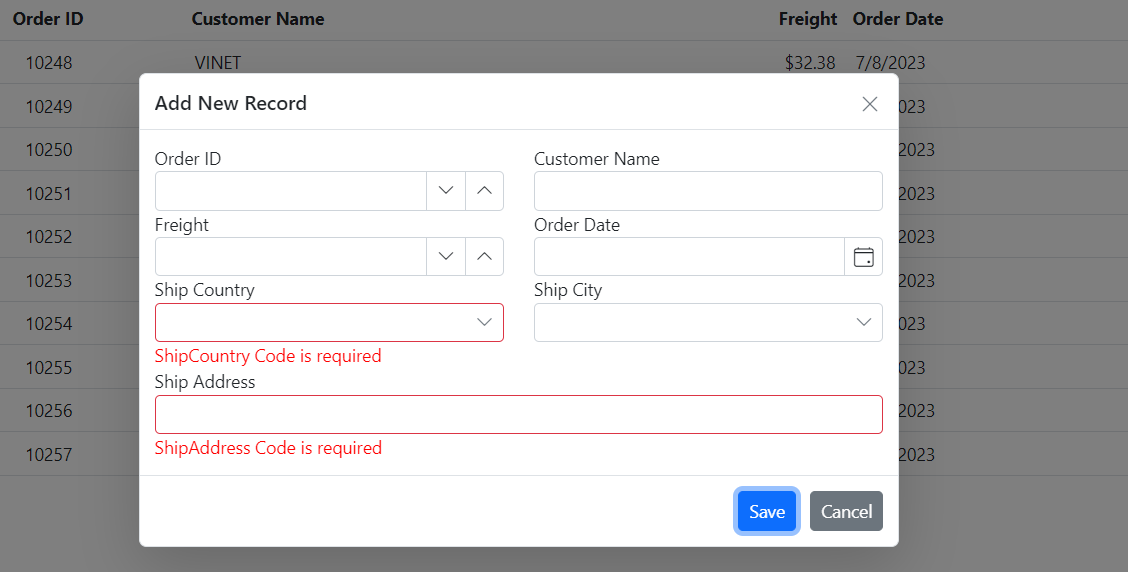 Order ID Customer Name Freight Order Date
10248 VINET $32.38 7/8/2023
Add New Record
10249 023
Order ID Customer Name
10250 2023
10251 2023
Freight Order Date
10252 2023
10253 2023
Ship Country Ship City
10254 023
ShipCountry Code is required
10255 023
Ship Address
10256 2023
ShipAddress Code is required
10257 2023
Save Cancel